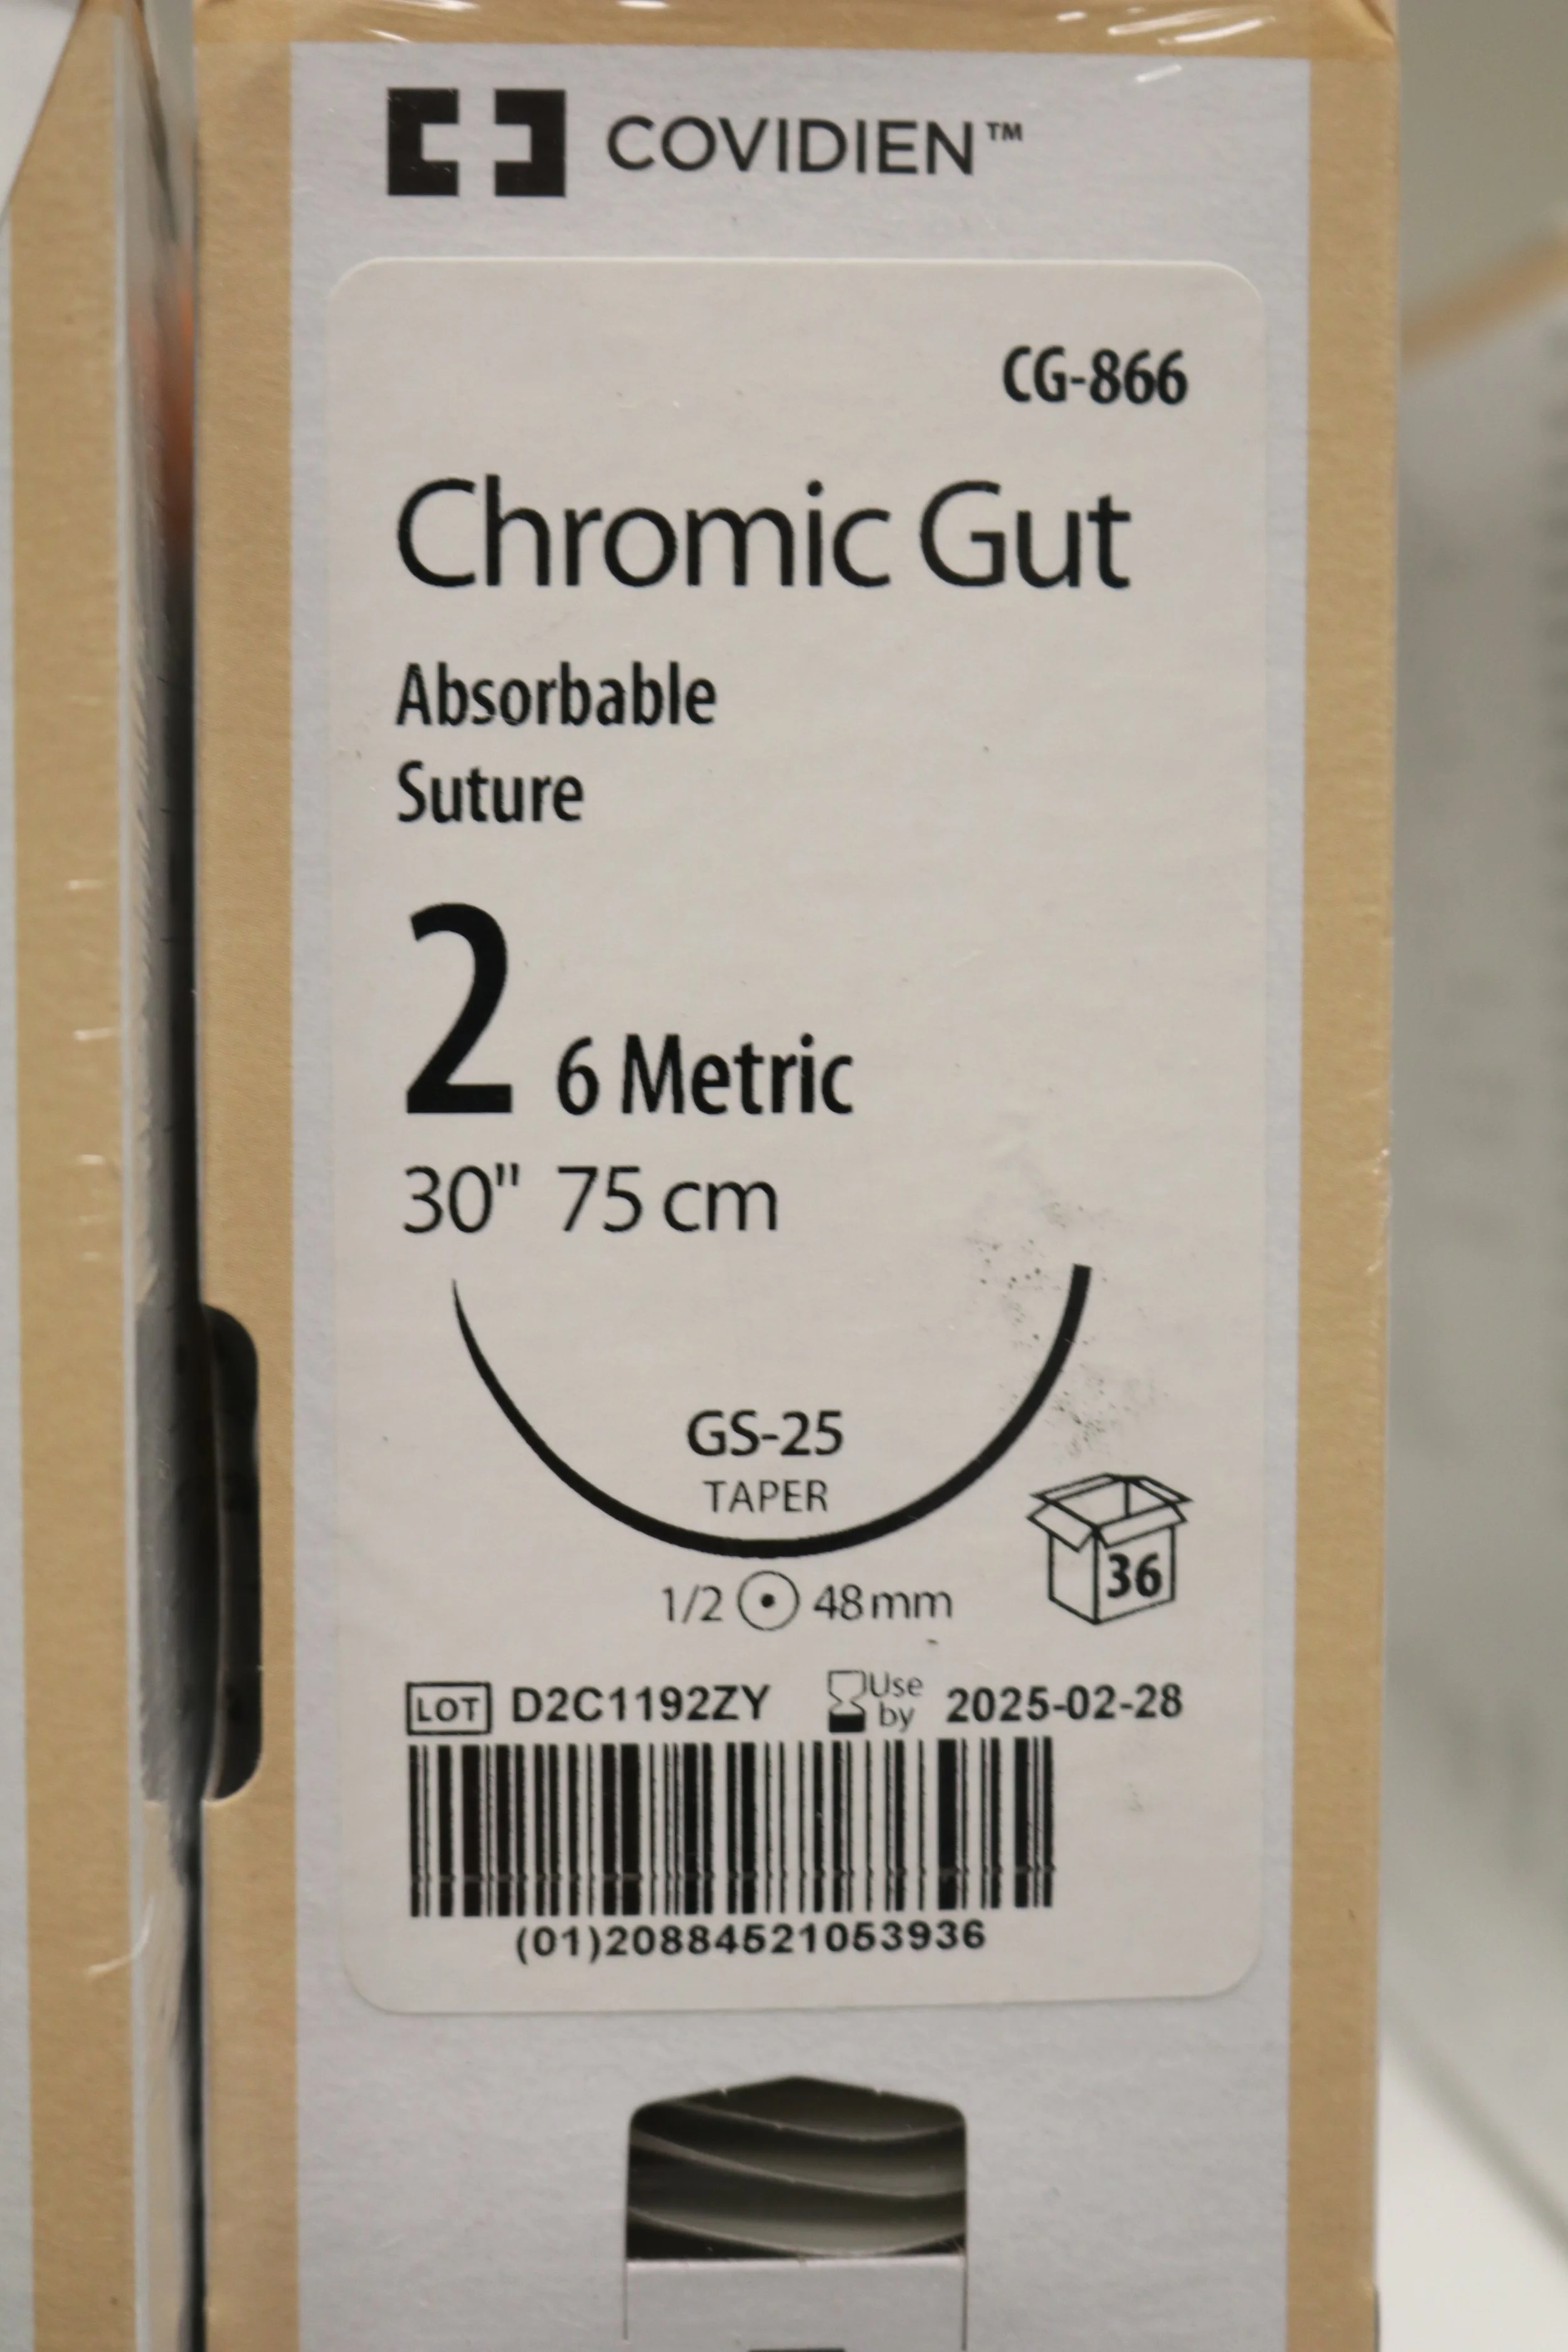 COVIDIEN™
CG-866
Chromic Gut
Absorbable
Suture
2 6 Metric
30" 75 cm
GS-25
TAPER
36
1/2 48mm
LOT D2C1192ZY Use by 2025-02-28
(01)20884521053936